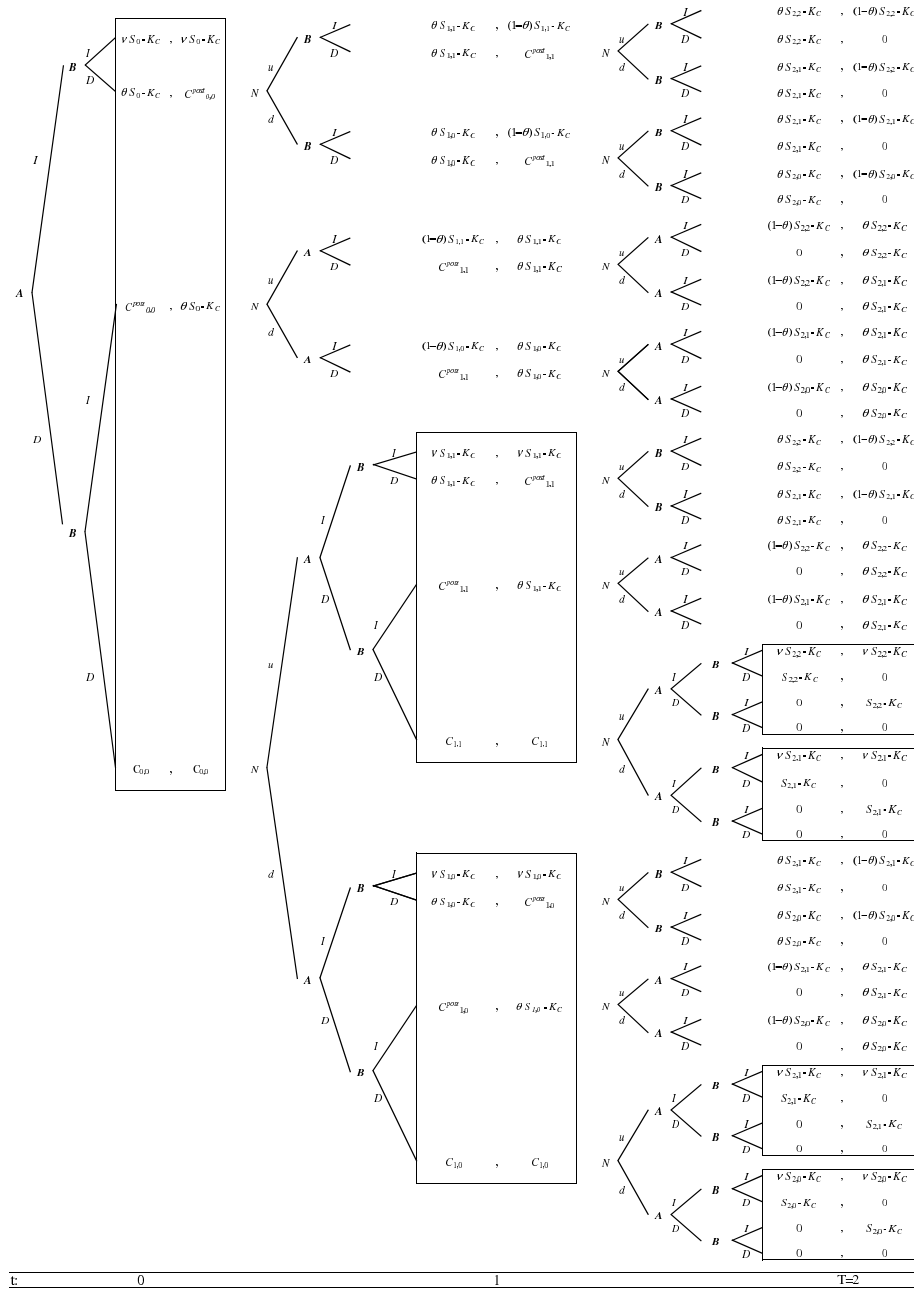 I θ S2,2 - KC , (1-θ) S2,2 - KC
I θ S1,1 - KC , (1-θ) S1,1 - KC B
I ν S0 - KC , ν S0 - KC B u D θ S2,2 - KC , 0
D θ S1,1 - KC , C^post 1,1 N
B u d I θ S2,1 - KC , (1-θ) S2,2 - KC
D θ S0 - KC , C^post 0,0 N B D θ S2,1 - KC , 0
d I θ S2,1 - KC , (1-θ) S2,1 - KC
I θ S1,0 - KC , (1-θ) S1,0 - KC B
B u D θ S2,1 - KC , 0
I D θ S1,0 - KC , C^post 1,1 N
d I θ S2,0 - KC , (1-θ) S2,0 - KC
B D θ S2,0 - KC , 0
I (1-θ) S2,2 - KC , θ S2,2 - KC
I (1-θ) S1,1 - KC , θ S1,1 - KC A
A u D 0 , θ S2,2 - KC
D C^post 1,1 , θ S1,1 - KC N
u d I (1-θ) S2,2 - KC , θ S2,1 - KC
A A
C^post 0,0 , θ S0 - KC N D 0 , θ S2,1 - KC
d I (1-θ) S2,1 - KC , θ S2,1 - KC
I (1-θ) S1,0 - KC , θ S1,0 - KC A
A u D 0 , θ S2,1 - KC
D C^post 1,1 , θ S1,0 - KC N
d I (1-θ) S2,0 - KC , θ S2,0 - KC
I A
D 0 , θ S2,0 - KC
D I θ S2,2 - KC , (1-θ) S2,2 - KC
I ν S1,1 - KC , ν S1,1 - KC B
B u D θ S2,2 - KC , 0
D θ S1,1 - KC , C^post 1,1 N
d I θ S2,1 - KC , (1-θ) S2,1 - KC
B
I D θ S2,1 - KC , 0
B I (1-θ) S2,2 - KC , θ S2,2 - KC
A A
u D 0 , θ S2,2 - KC
C^post 1,1 , θ S1,1 - KC N
D d I (1-θ) S2,1 - KC , θ S2,1 - KC
A
I D 0 , θ S2,1 - KC
B I ν S2,2 - KC , ν S2,2 - KC
u B
D D I D S2,2 - KC , 0
A
D I 0 , S2,2 - KC
u B
D 0 , 0
C1,1 , C1,1 N
I ν S2,1 - KC , ν S2,1 - KC
C0,0 , C0,0 N d B
I D S2,1 - KC , 0
A
D I 0 , S2,1 - KC
B
D 0 , 0
I θ S2,1 - KC , (1-θ) S2,1 - KC
d I ν S1,0 - KC , ν S1,0 - KC B
B u D θ S2,1 - KC , 0
D θ S1,0 - KC , C^post 1,0 N
d I θ S2,0 - KC , (1-θ) S2,0 - KC
B
I D θ S2,0 - KC , 0
I (1-θ) S2,1 - KC , θ S2,1 - KC
A A
u D 0 , θ S2,1 - KC
C^post 1,0 , θ S1,0 - KC N
D d I (1-θ) S2,0 - KC , θ S2,0 - KC
A
I D 0 , θ S2,0 - KC
B I ν S2,1 - KC , ν S2,1 - KC
B
D I D S2,1 - KC , 0
A
D I 0 , S2,1 - KC
u B
D 0 , 0
C1,0 , C1,0 N
I ν S2,0 - KC , ν S2,0 - KC
d B
I D S2,0 - KC , 0
A
D I 0 , S2,0 - KC
B
D 0 , 0
t: 0 1 T=2